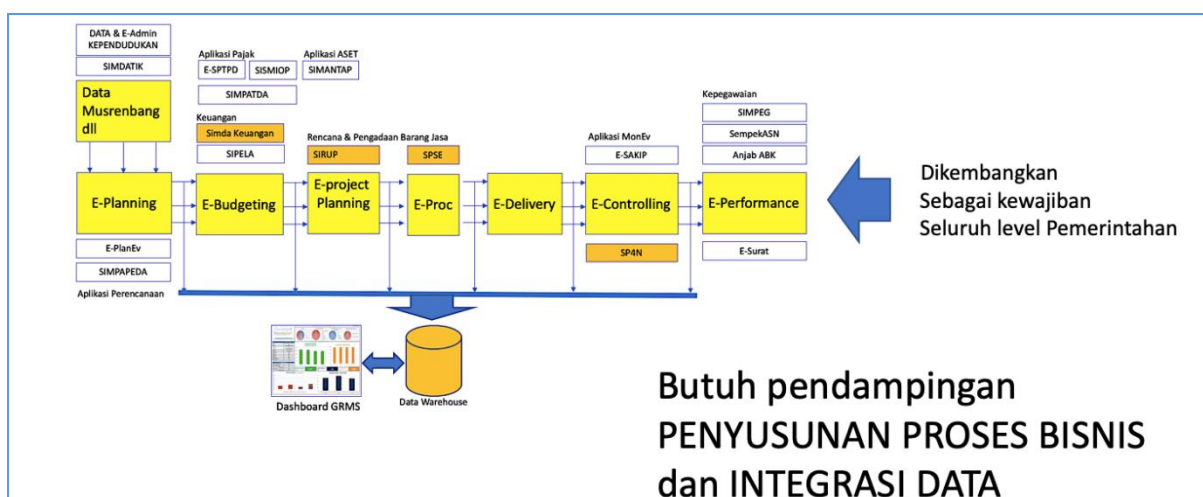 DATA & E-Admin
KEPENDUDUKAN
SIMDATIK
Data
Musrenbang
dll
Aplikasi Pajak
E-SPTPD
SISMIOP
SIMPATDA
Aplikasi ASET
SIMANTAP
Keuangan
Simda Keuangan
SIPELA
Rencana & Pengadaan Barang Jasa
SIRUP
SPSE
Aplikasi MonEv
E-SAKIP
Kepegawaian
SIMPEG
SempekASN
Anjab ABK
E-Planning
E-Budgeting
E-project
Planning
E-Proc
E-Delivery
E-Controlling
E-Performance
Dikembangkan
Sebagai kewajiban
Seluruh level Pemerintahan
E-PlanEv
SIMPAPEDA
Aplikasi Perencanaan
SP4N
E-Surat
Dashboard GRMS
Data Warehouse
Butuh pendampingan
PENYUSUNAN PROSES BISNIS
dan INTEGRASI DATA